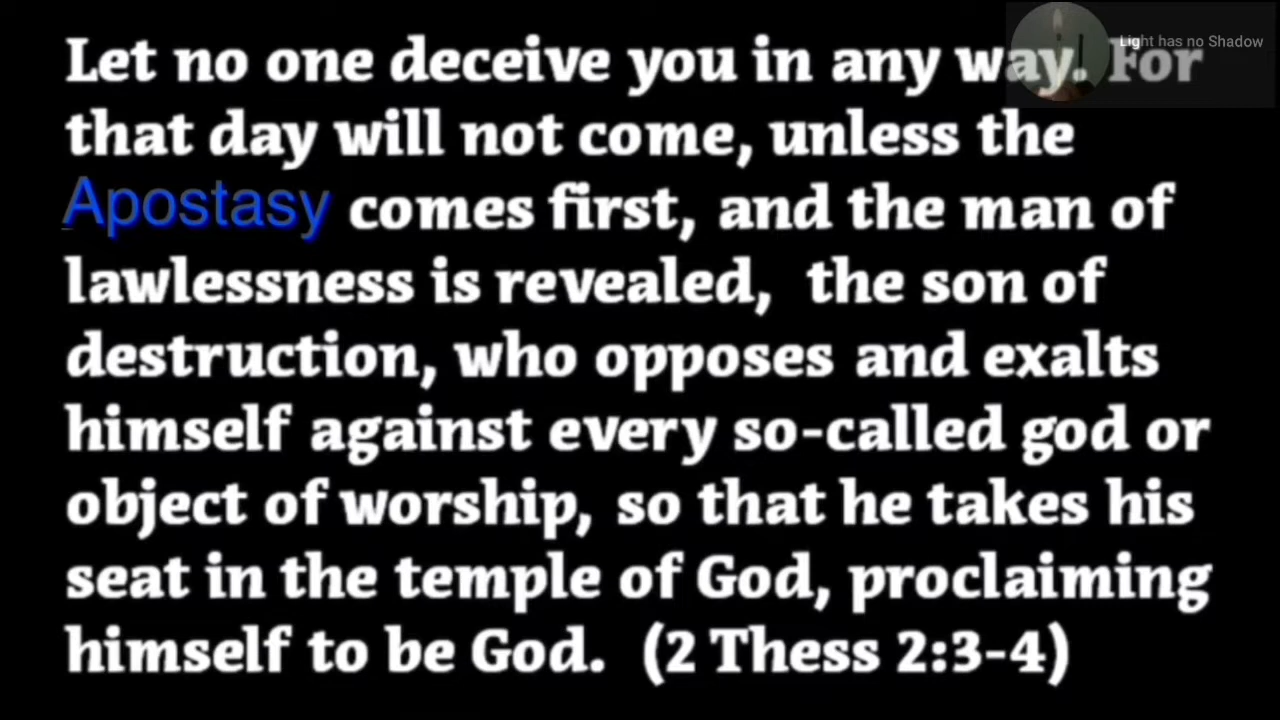 Let no one deceive you in any way. For
Light has no Shadow
that day will not come, unless the
Apostasy comes first, and the man of
lawlessness is revealed, the son of
destruction, who opposes and exalts
himself against every so-called god or
object of worship, so that he takes his
seat in the temple of God, proclaiming
himself to be God. (2 Thess 2:3-4)